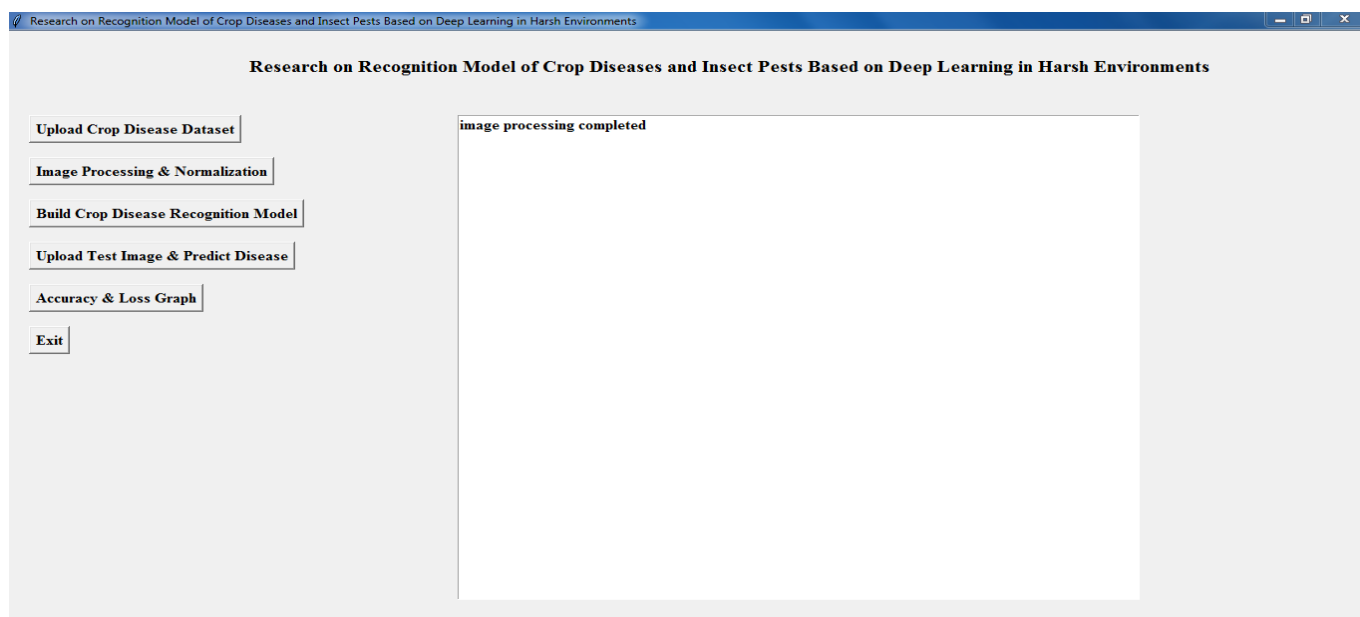 Research on Recognition Model of Crop Diseases and Insect Pests Based on Deep Learning in Harsh Environments
Research on Recognition Model of Crop Diseases and Insect Pests Based on Deep Learning in Harsh Environments
Upload Crop Disease Dataset
image processing completed
Image Processing & Normalization
Build Crop Disease Recognition Model
Upload Test Image & Predict Disease
Accuracy & Loss Graph
Exit